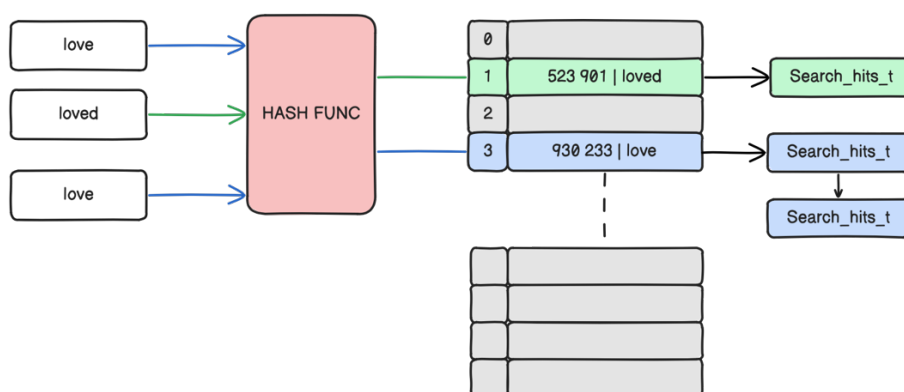 love
loved
love
HASH FUNC
0
1
523 901 | loved
2
3
930 233 | love
Search_hits_t
Search_hits_t
Search_hits_t